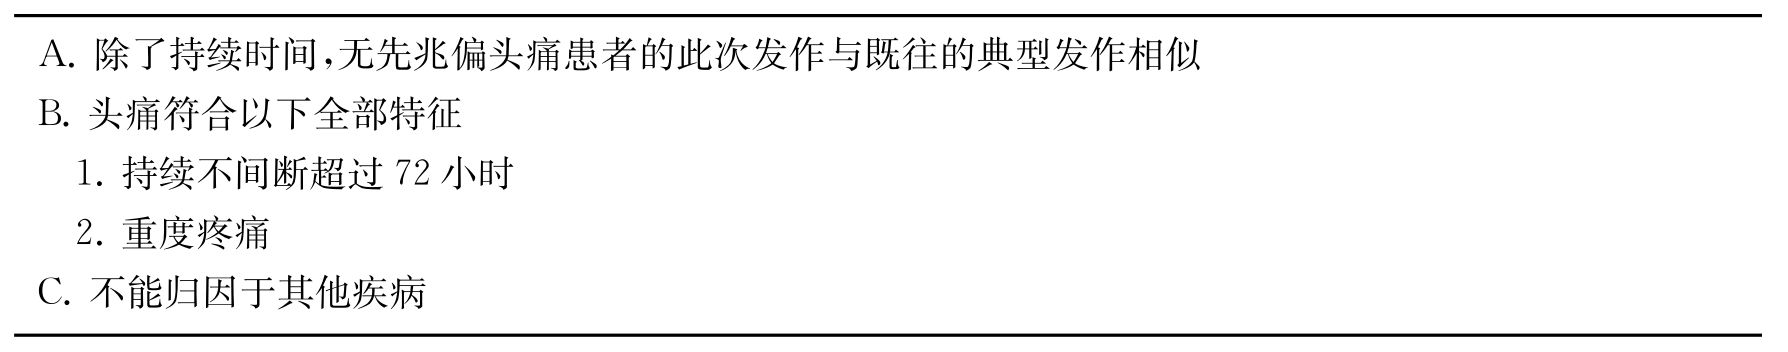 A. 除了持续时间,无先兆偏头痛患者的此次发作与既往的典型发作相似
B. 头痛符合以下全部特征
1. 持续不间断超过 72 小时
2. 重度疼痛
C. 不能归因于其他疾病